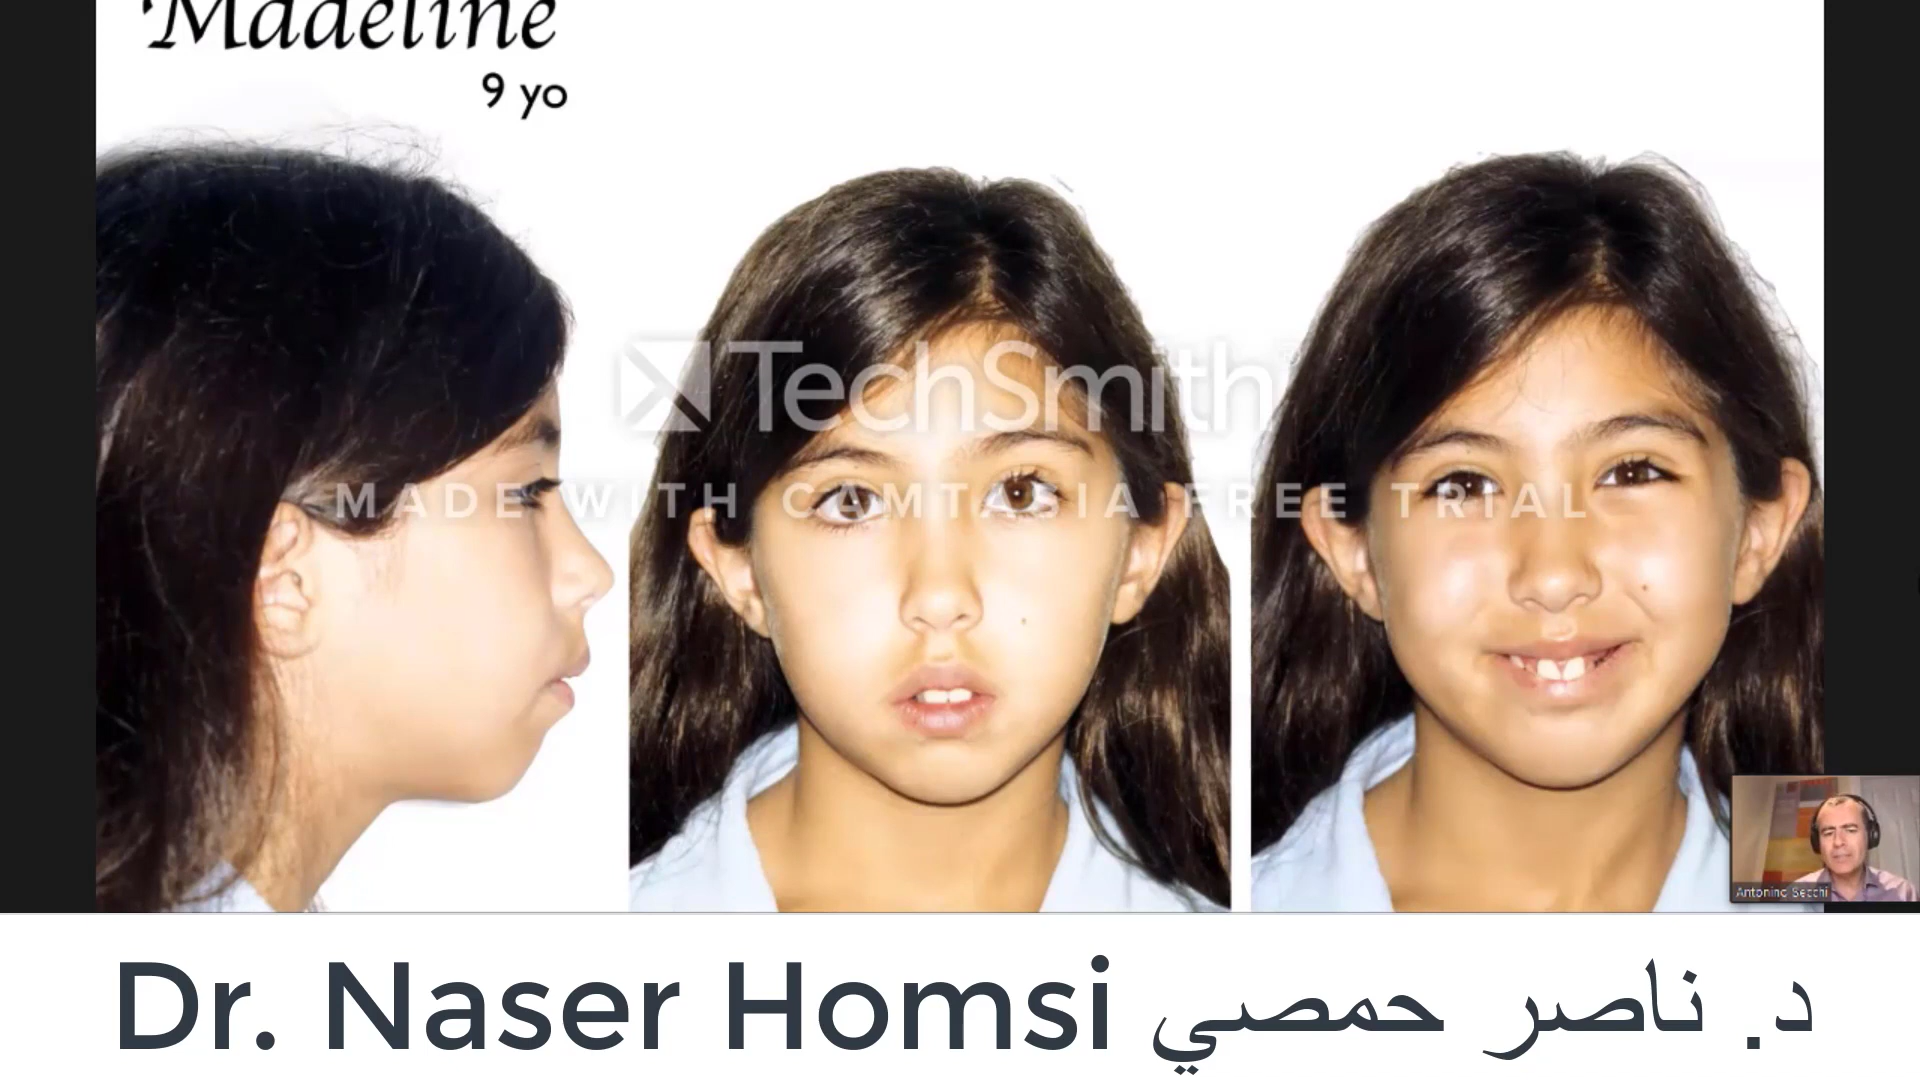 Madeline
9 yo
TechSmith
MADE WITH CAMTASIA FREE TRIAL
Antonino Secchi
Dr. Naser Homsi د. ناصر حمصي